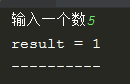 输入一个数5
result = 1
----------